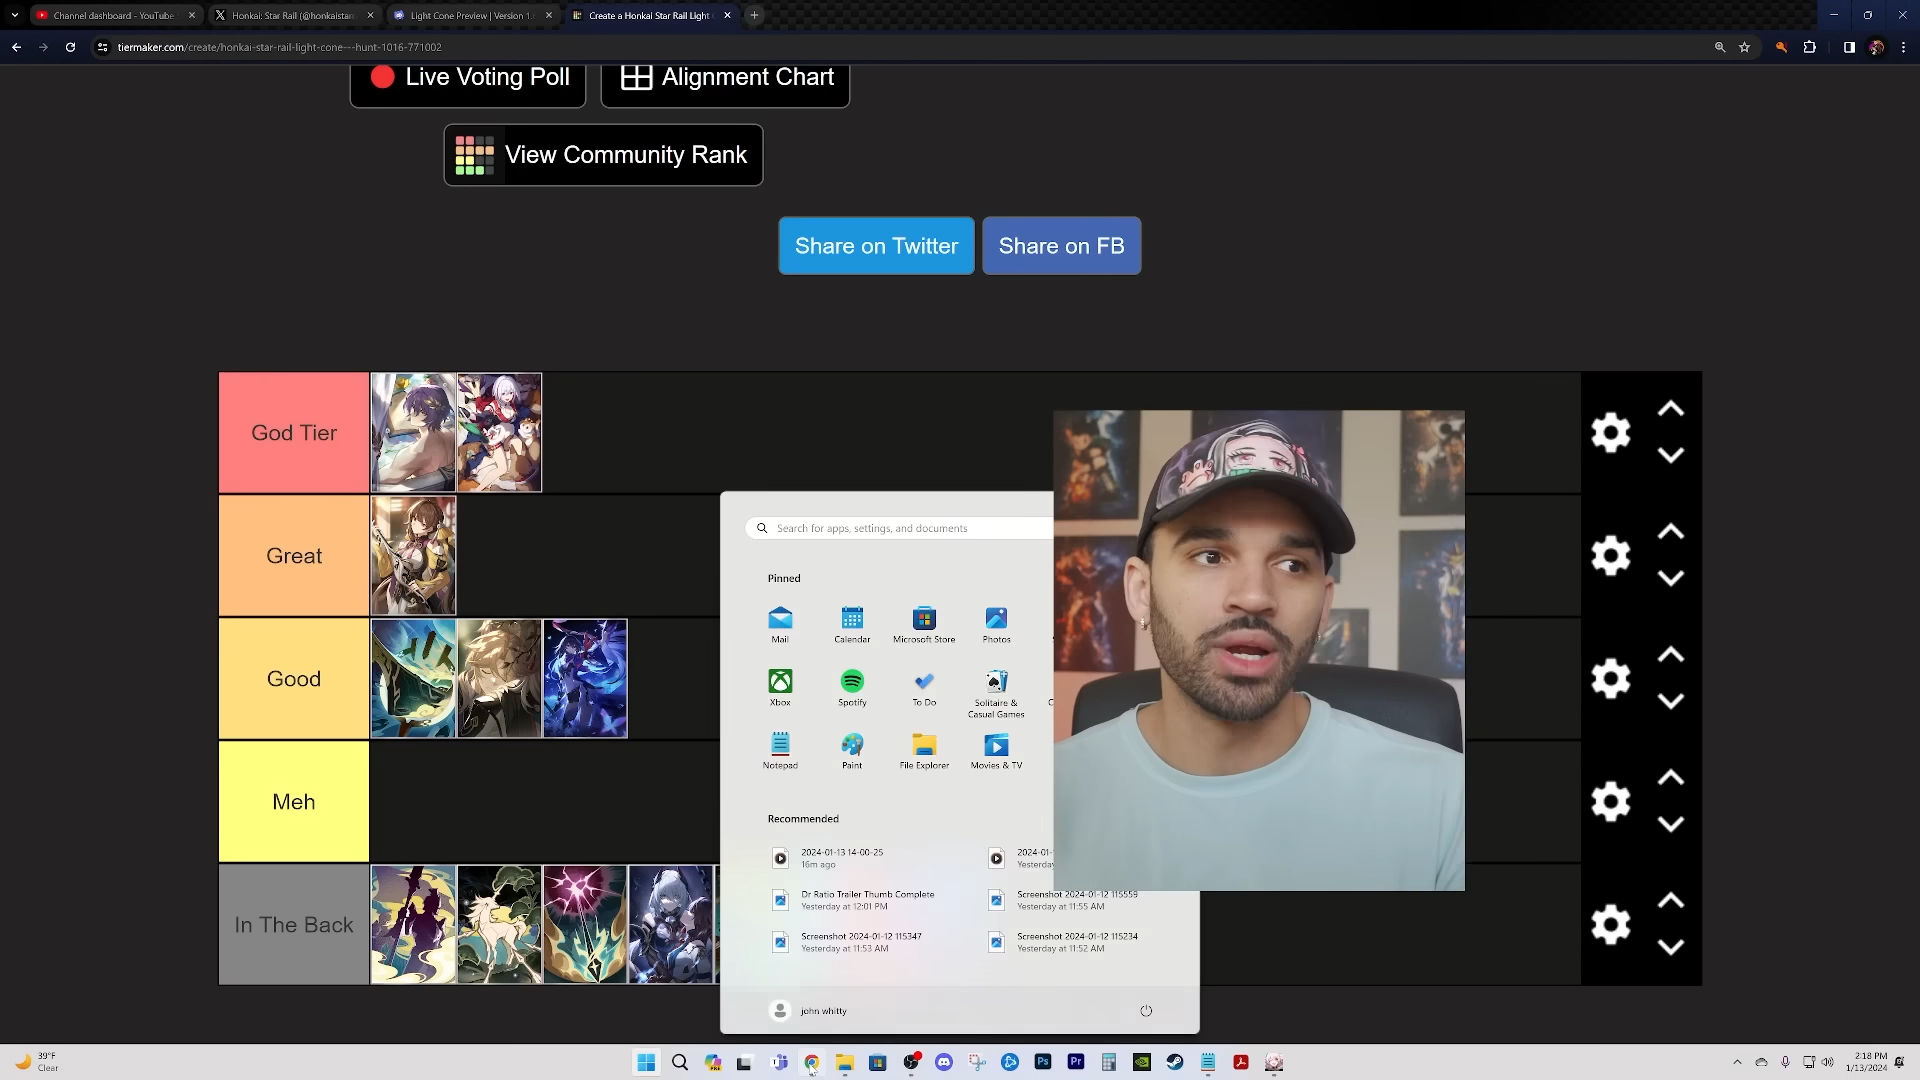 Channel dashboard - YouTube
Honkai: Star Rail (@honkaistar
Light Cone Preview | Version 1.
Create a Honkai Star Rail Light
tiermaker.com/create/honkai-star-rail-light-cone---hunt-1016-771002
Live Voting Poll
Alignment Chart
View Community Rank
Share on Twitter
Share on FB
God Tier
Great
Good
Meh
In The Back
Search for apps, settings, and documents
Pinned
Mail
Calendar
Microsoft Store
Photos
Xbox
Spotify
To Do
Solitaire &
Casual Games
Notepad
Paint
File Explorer
Movies & TV
Recommended
2024-01-13 14-00-25
16m ago
2024-01-
Yesterda
Dr Ratio Trailer Thumb Complete
Yesterday at 12:01 PM
Screenshot 2024-01-12 115559
Yesterday at 11:55 AM
Screenshot 2024-01-12 115347
Yesterday at 11:53 AM
Screenshot 2024-01-12 115234
Yesterday at 11:52 AM
john whitty
39°F
Clear
PRE
Ps
Pr
2:18 PM
1/13/2024